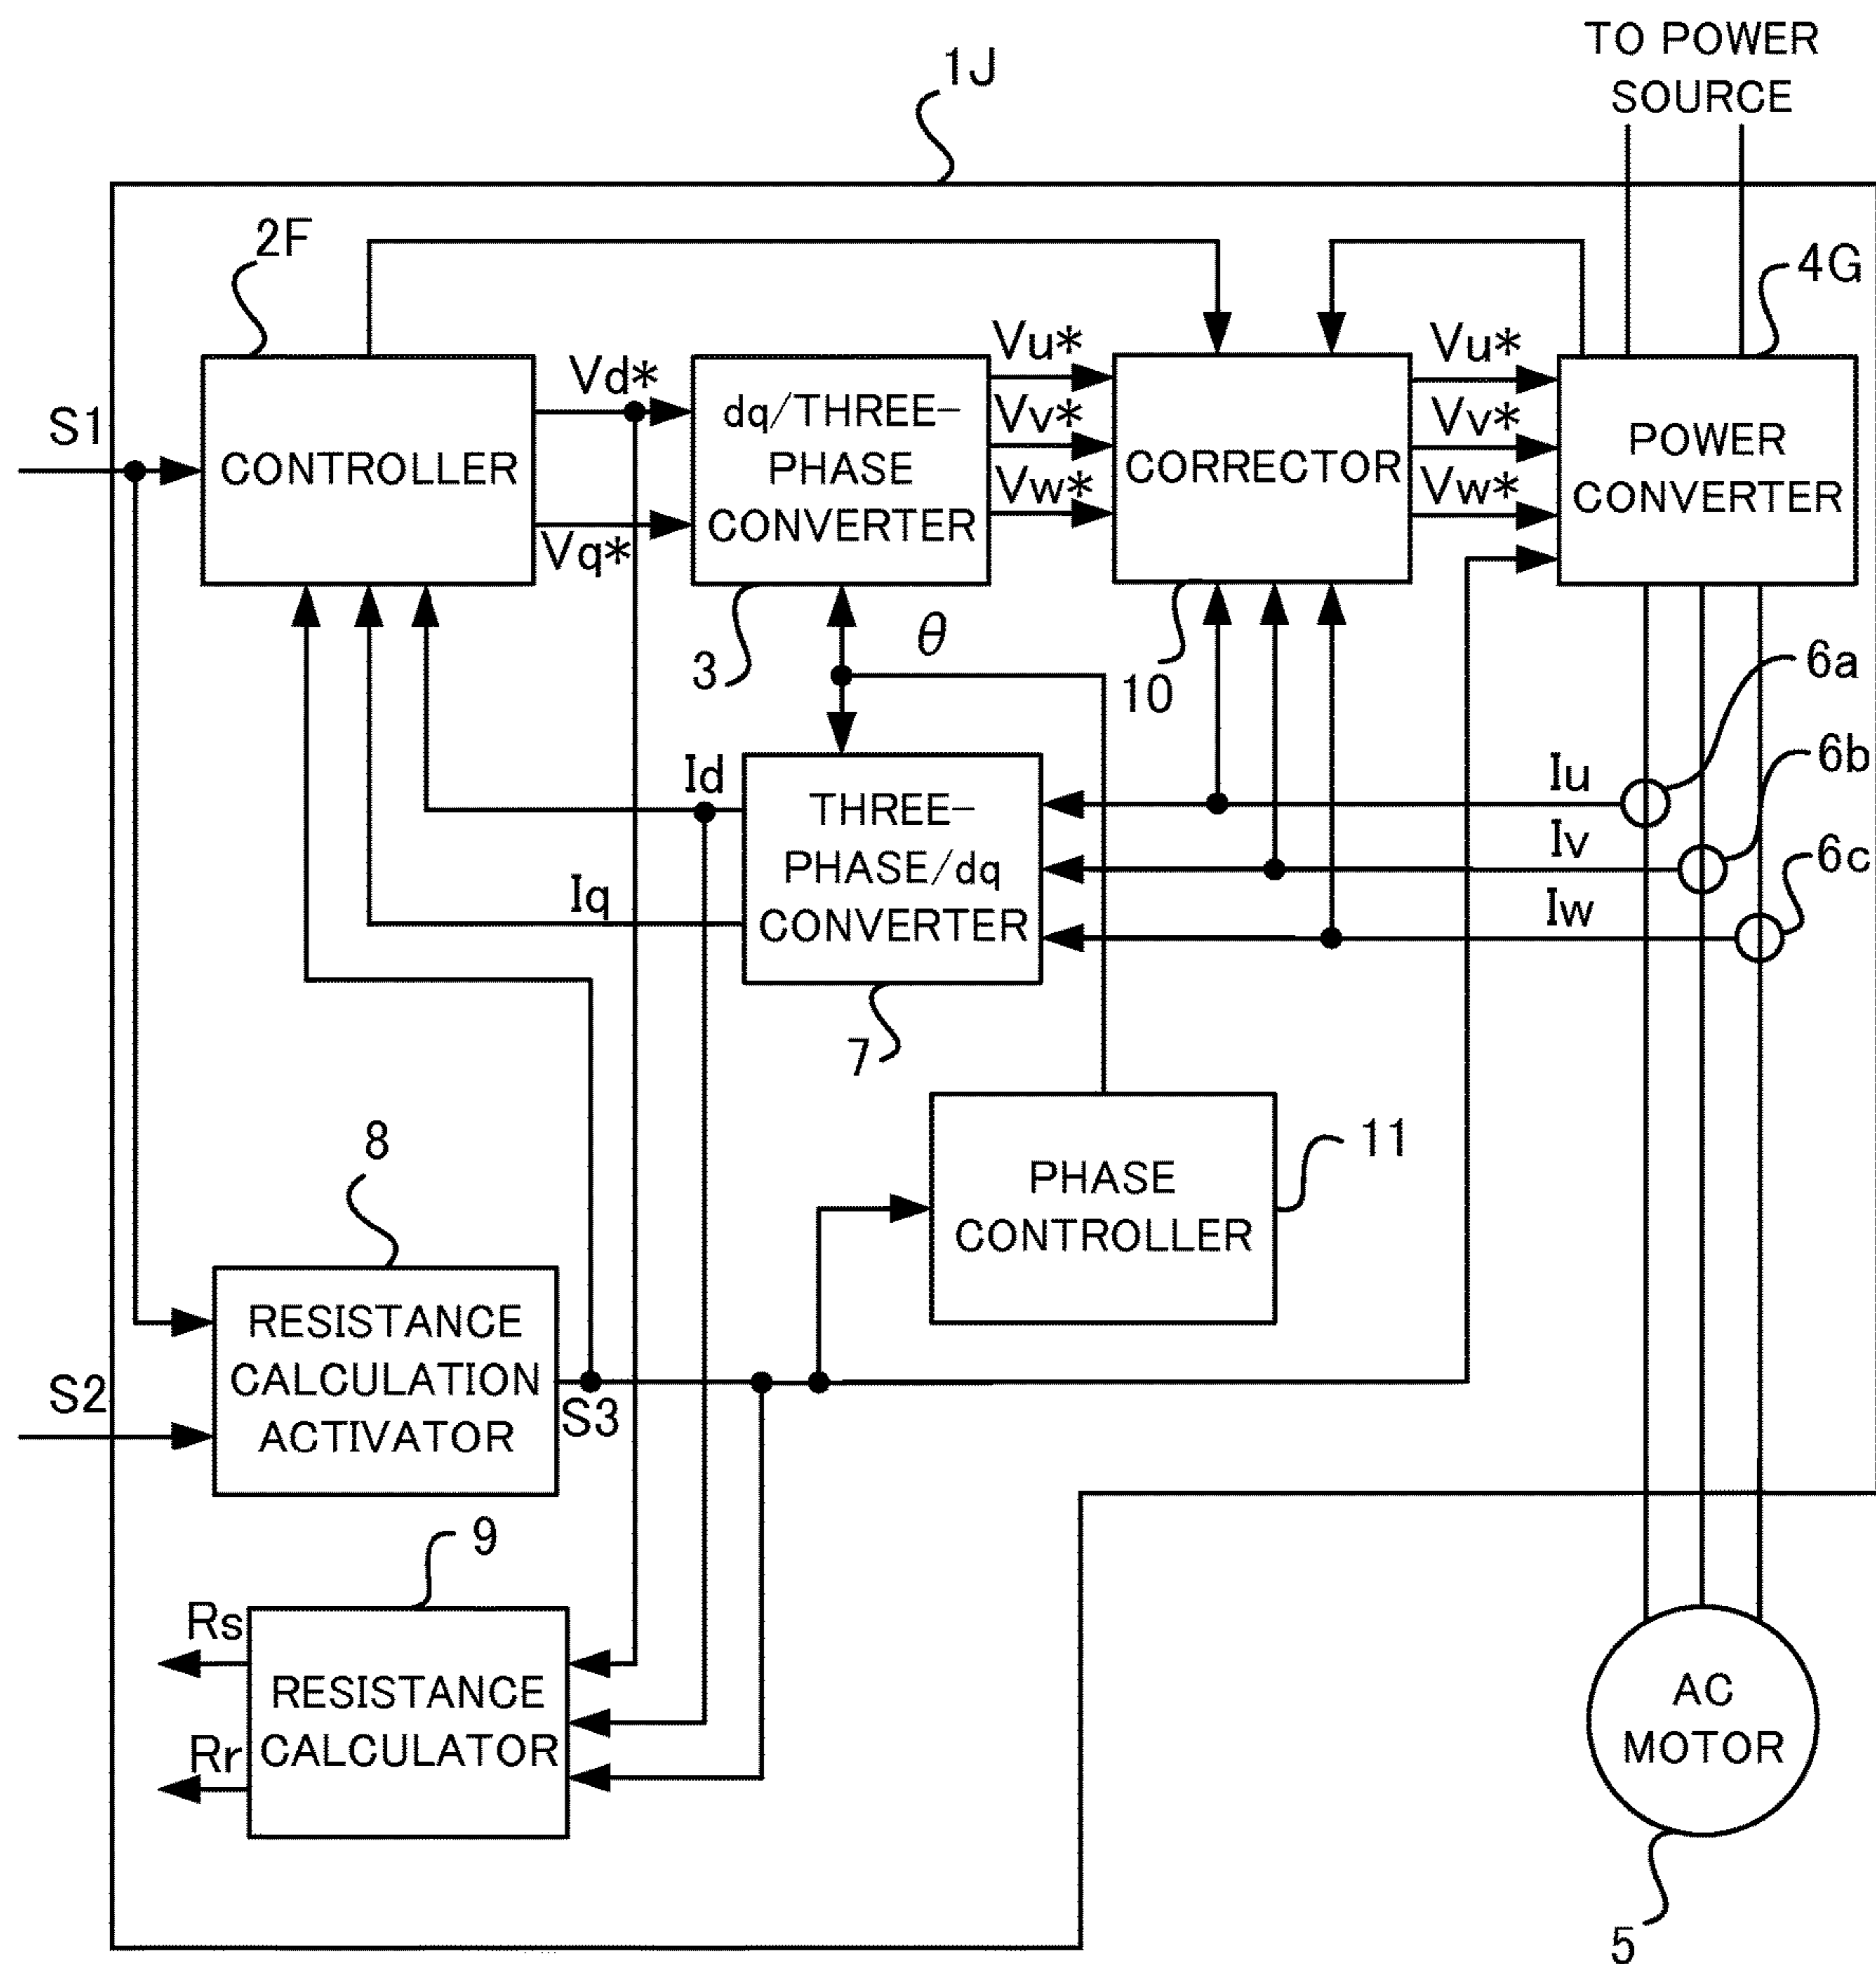 TO POWER
SOURCE
1J
2F
4G
Vd*
Vu*
Vu*
S1
CONTROLLER
dq/THREE-
PHASE
CONVERTER
Vv*
Vw*
CORRECTOR
Vv*
Vw*
POWER
CONVERTER
Vq*
3
θ
10
6a
6b
6c
Id
Iq
THREE-
PHASE/dq
CONVERTER
Iu
Iv
Iw
7
8
PHASE
CONTROLLER
11
S2
RESISTANCE
CALCULATION
ACTIVATOR
S3
9
Rs
Rr
RESISTANCE
CALCULATOR
AC
MOTOR
5